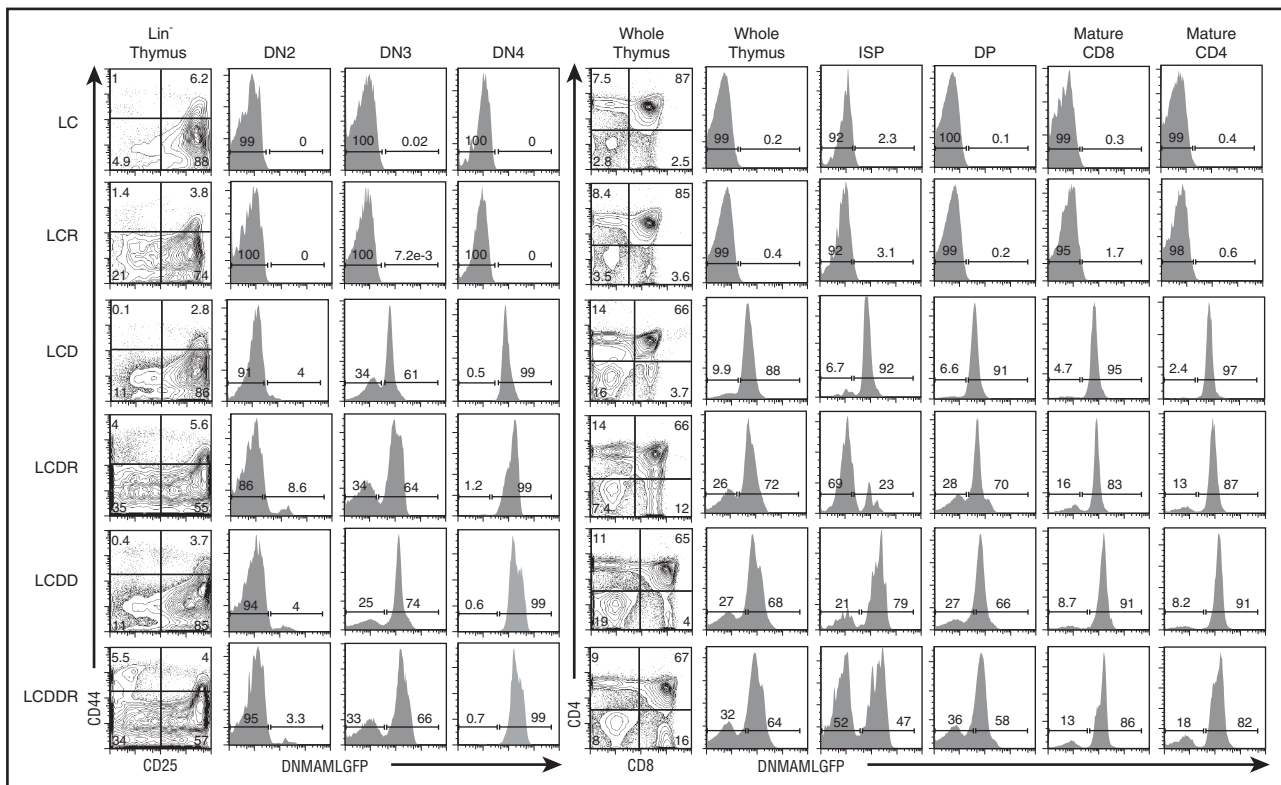 Lin- Thymus DN2 DN3 DN4 Whole Thymus Whole Thymus ISP DP Mature CD8 Mature CD4
LC
1 6.2 4.9 88
99 0
100 0.02
100 0
7.5 87 2.8 2.5
99 0.2
92 2.3
100 0.1
99 0.3
99 0.4
LCR
1.4 3.8 21 74
100 0
100 7.2e-3
100 0
8.4 85 3.5 3.6
99 0.4
92 3.1
99 0.2
95 1.7
98 0.6
LCD
0.1 2.8 11 86
91 4
34 61
0.5 99
14 66 16 3.7
9.9 88
6.7 92
6.6 91
4.7 95
2.4 97
LCDR
4 5.6 35 55
86 8.6
34 64
1.2 99
14 66 7.4 12
26 72
69 23
28 70
16 83
13 87
LCDD
0.4 3.7 11 85
94 4
25 74
0.6 99
11 65 19 4
27 68
21 79
27 66
8.7 91
8.2 91
LCDDR
5.5 4 34 57
95 3.3
33 66
0.7 99
9 67 8 16
32 64
52 47
36 58
13 86
18 82
CD44
CD25
DNMAMLGFP
CD4
CD8
DNMAMLGFP